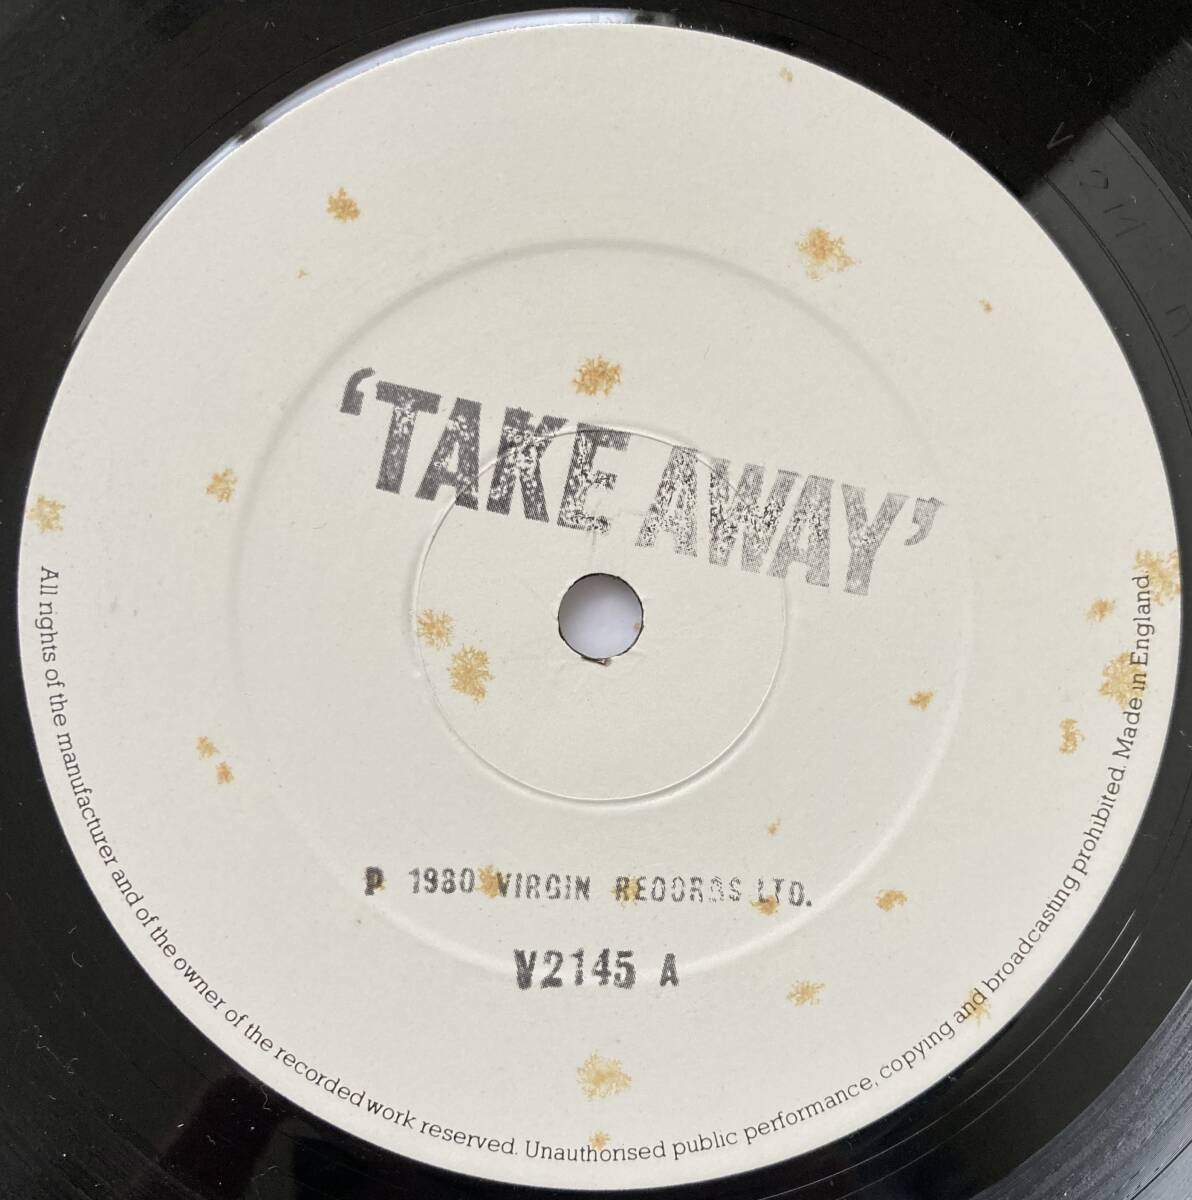 'TAKE AWAY'
P 1980 VIRGIN RECORDS LTD.
V2145 A
All rights of the manufacturer and of the owner of the recorded work reserved. Unauthorised public performance, copying and broadcasting prohibited. Made in England.